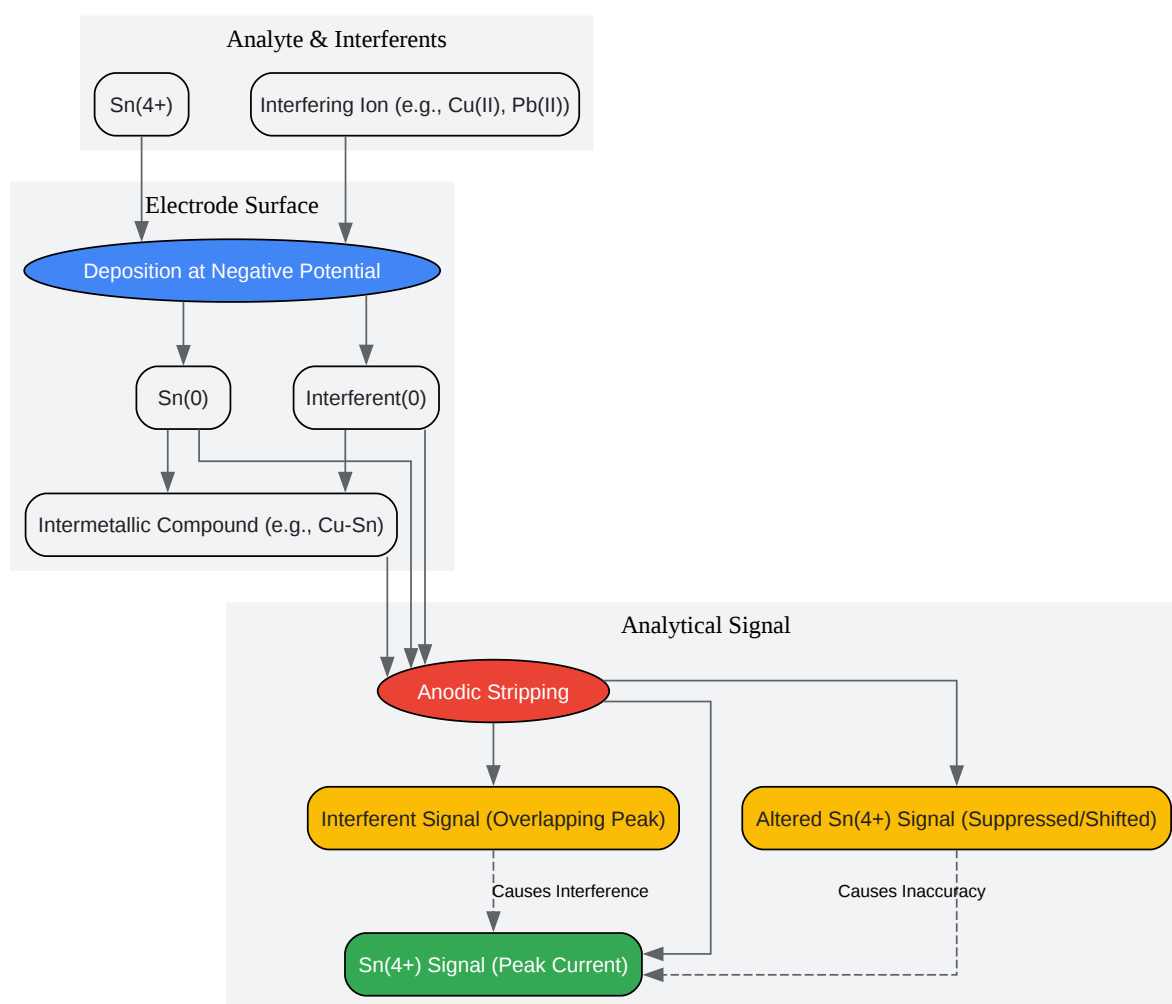 Analyte & Interferents
Sn(4+)
Interfering Ion (e.g., Cu(II), Pb(II))
Electrode Surface
Deposition at Negative Potential
Sn(0)
Interferent(0)
Intermetallic Compound (e.g., Cu-Sn)
Analytical Signal
Anodic Stripping
Interferent Signal (Overlapping Peak)
Altered Sn(4+) Signal (Suppressed/Shifted)
Causes Interference
Causes Inaccuracy
Sn(4+) Signal (Peak Current)